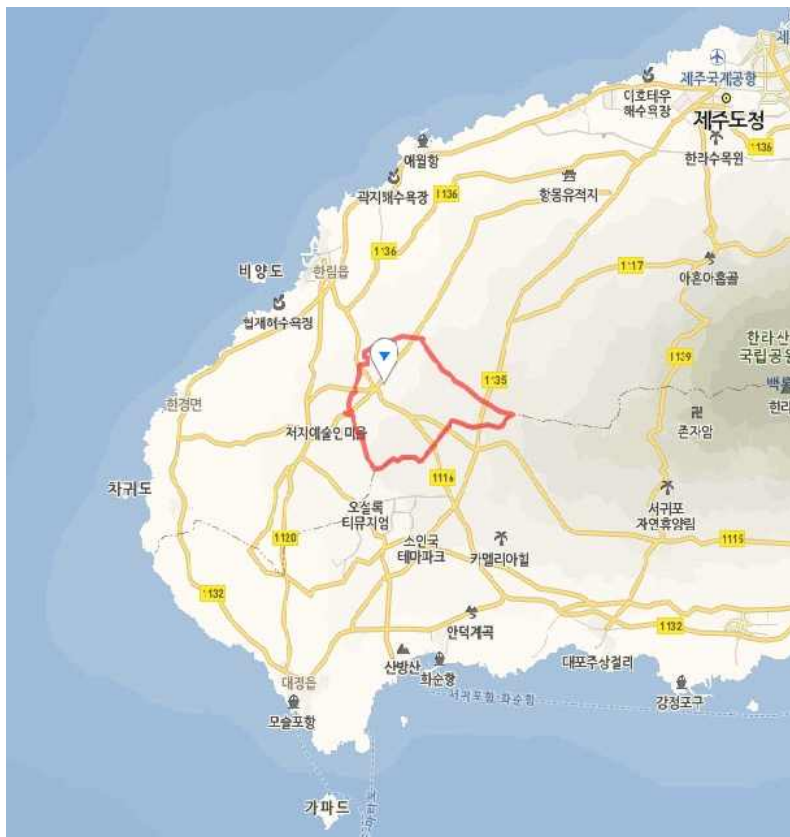 제주국제공항
이호테우
해수욕장
제주도청
애월항
1136
한라수목원
곽지해수욕장
1136
항몽유적지
1136
비양도
한림읍
1117
아흔아홉골
협재해수욕장
한라산
국립공원
1139
1135
한경면
존자암
저지예술인마을
1116
차귀도
오설록
티뮤지엄
서귀포
자연휴양림
1120
소인국
테마파크
카멜리아힐
1115
1132
안덕계곡
1132
산방산
화순항
대포주상절리
대정읍
모슬포항
서귀포항-화순항
강정포구
가파도